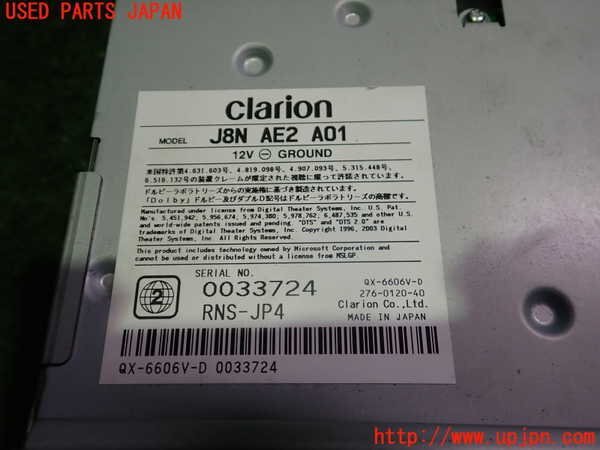 USED PARTS JAPAN
clarion
MODEL J8N AE2 A01
12V ⊖ GROUND
米国特許第4.631.603号、4.819.098号、4.907.093号、5.315.448号、
6.516.132号の装置クレームが限定された視聴に限って許諾されています。
ドルビーラボラトリーズからの実施権に基づき製造されています。
「Dolby」ドルビー及びダブルD記号はドルビーラボラトリーズの商標です。
Manufactured under license from Digital Theater Systems, Inc. U.S. Pat.
No's 5,451,942, 5,956,674, 5,974,380, 5,978,762, 6,487,535 and other U.S.
and world-wide patents issued and pending. "DTS" and "DTS 2.0" are
trademarks of Digital Theater Systems, Inc. Copyright 1996, 2003 Digital
Theater Systems, Inc. All Rights Reserved.
This product includes technology owned by Microsoft Corporation and
cannot be used or distributed without a license from MSLGP
2
SERIAL NO.
0033724
RNS-JP4
QX-6606V-D
276-0120-40
Clarion Co.,Ltd.
MADE IN JAPAN
QX-6606V-D 0033724
http://www.upjpn.com/